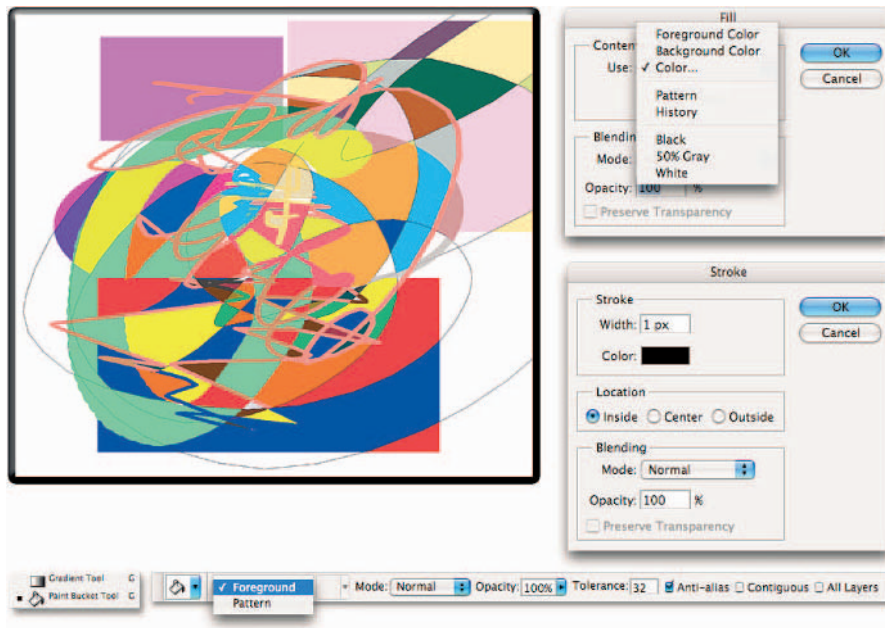 Fill
Content
Use: ✓ Color...
Foreground Color
Background Color
Pattern
History
Black
50% Gray
White
OK
Cancel
Blending
Mode:
Opacity: 100 %
Preserve Transparency
Stroke
Stroke
Width: 1 px
Color:
OK
Cancel
Location
Inside Center Outside
Blending
Mode: Normal
Opacity: 100 %
Preserve Transparency
Gradient Tool G
Paint Bucket Tool G
✓ Foreground
Pattern
Mode: Normal Opacity: 100% Tolerance: 32 Anti-alias Contiguous All Layers